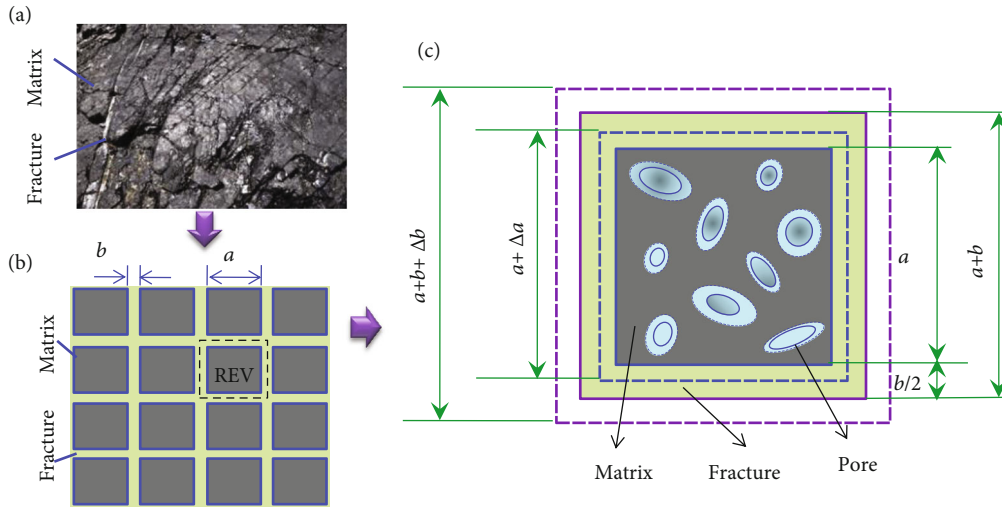 (a)
Matrix
Fracture
(b)
b
a
Matrix
Fracture
REV
(c)
a+b+ Δb
a+ Δa
a
a+b
b/2
Matrix
Fracture
Pore